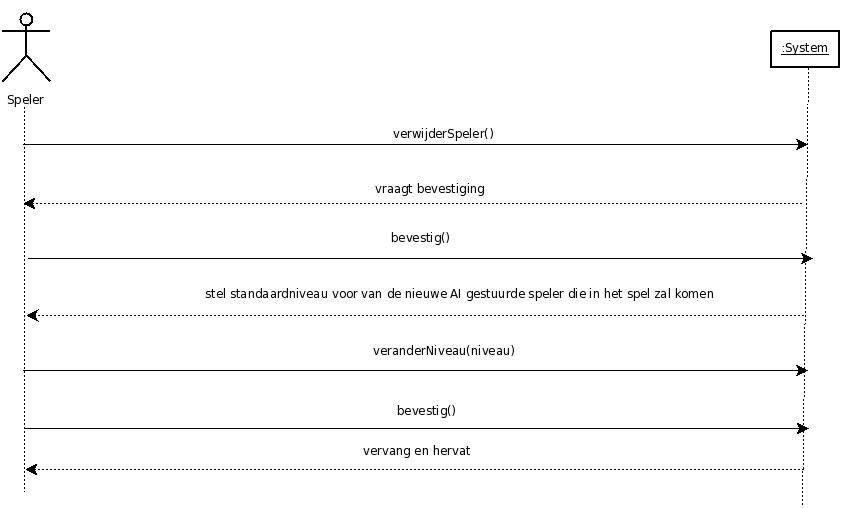 :System
Speler
verwijderSpeler()
vraagt bevestiging
bevestig()
stel standaardniveau voor van de nieuwe AI gestuurde speler die in het spel zal komen
veranderNiveau(niveau)
bevestig()
vervang en hervat